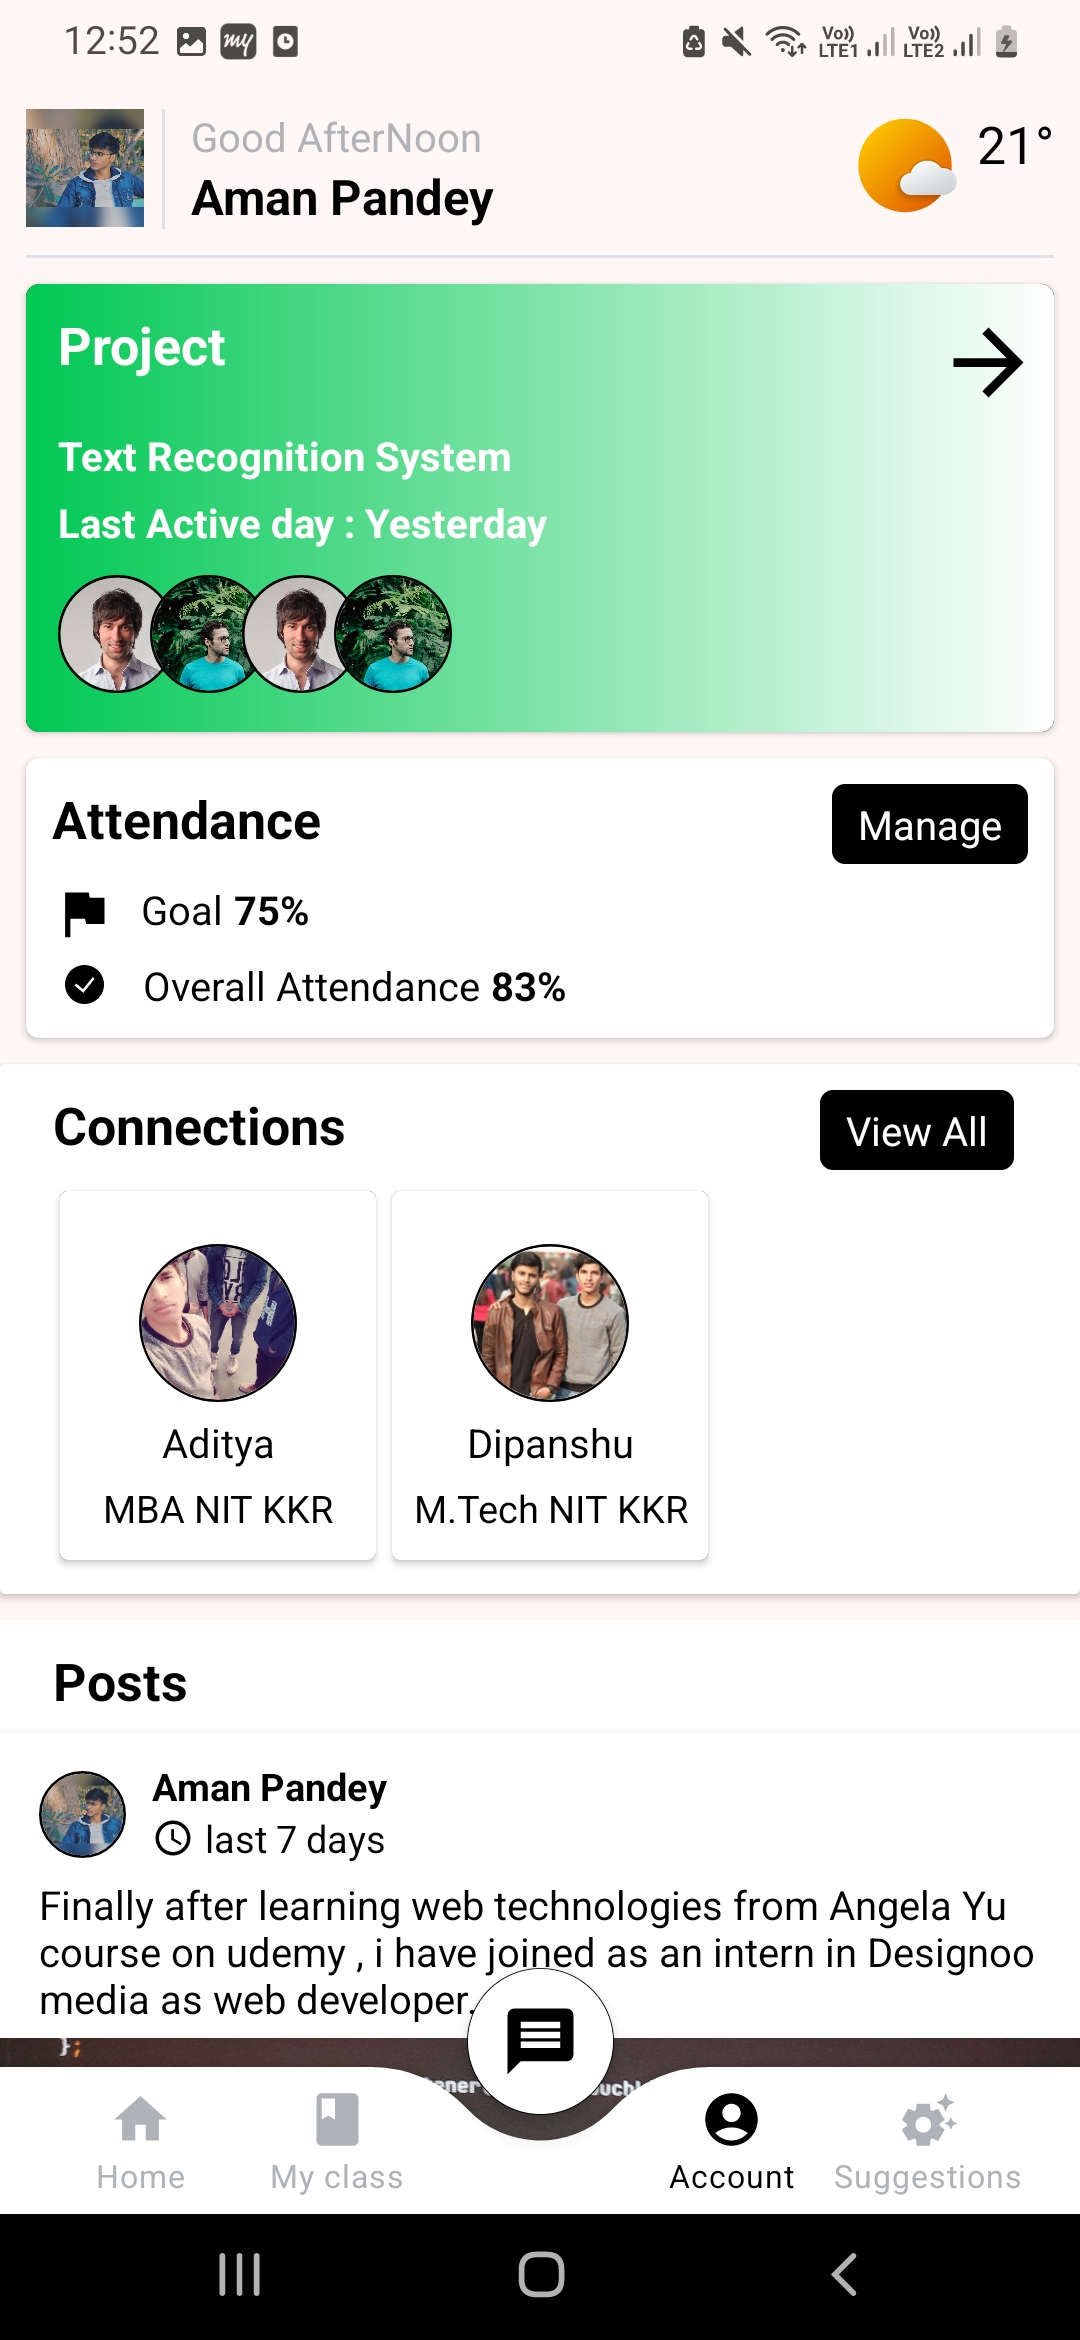 12:52
my
Vo)) LTE1 Vo)) LTE2
Good AfterNoon
Aman Pandey
21°
Project
Text Recognition System
Last Active day : Yesterday
Attendance
Manage
Goal 75%
Overall Attendance 83%
Connections
View All
Aditya
MBA NIT KKR
Dipanshu
M.Tech NIT KKR
Posts
Aman Pandey
last 7 days
Finally after learning web technologies from Angela Yu
course on udemy , i have joined as an intern in Designoo
media as web developer.
};
Home
My class
Account
Suggestions